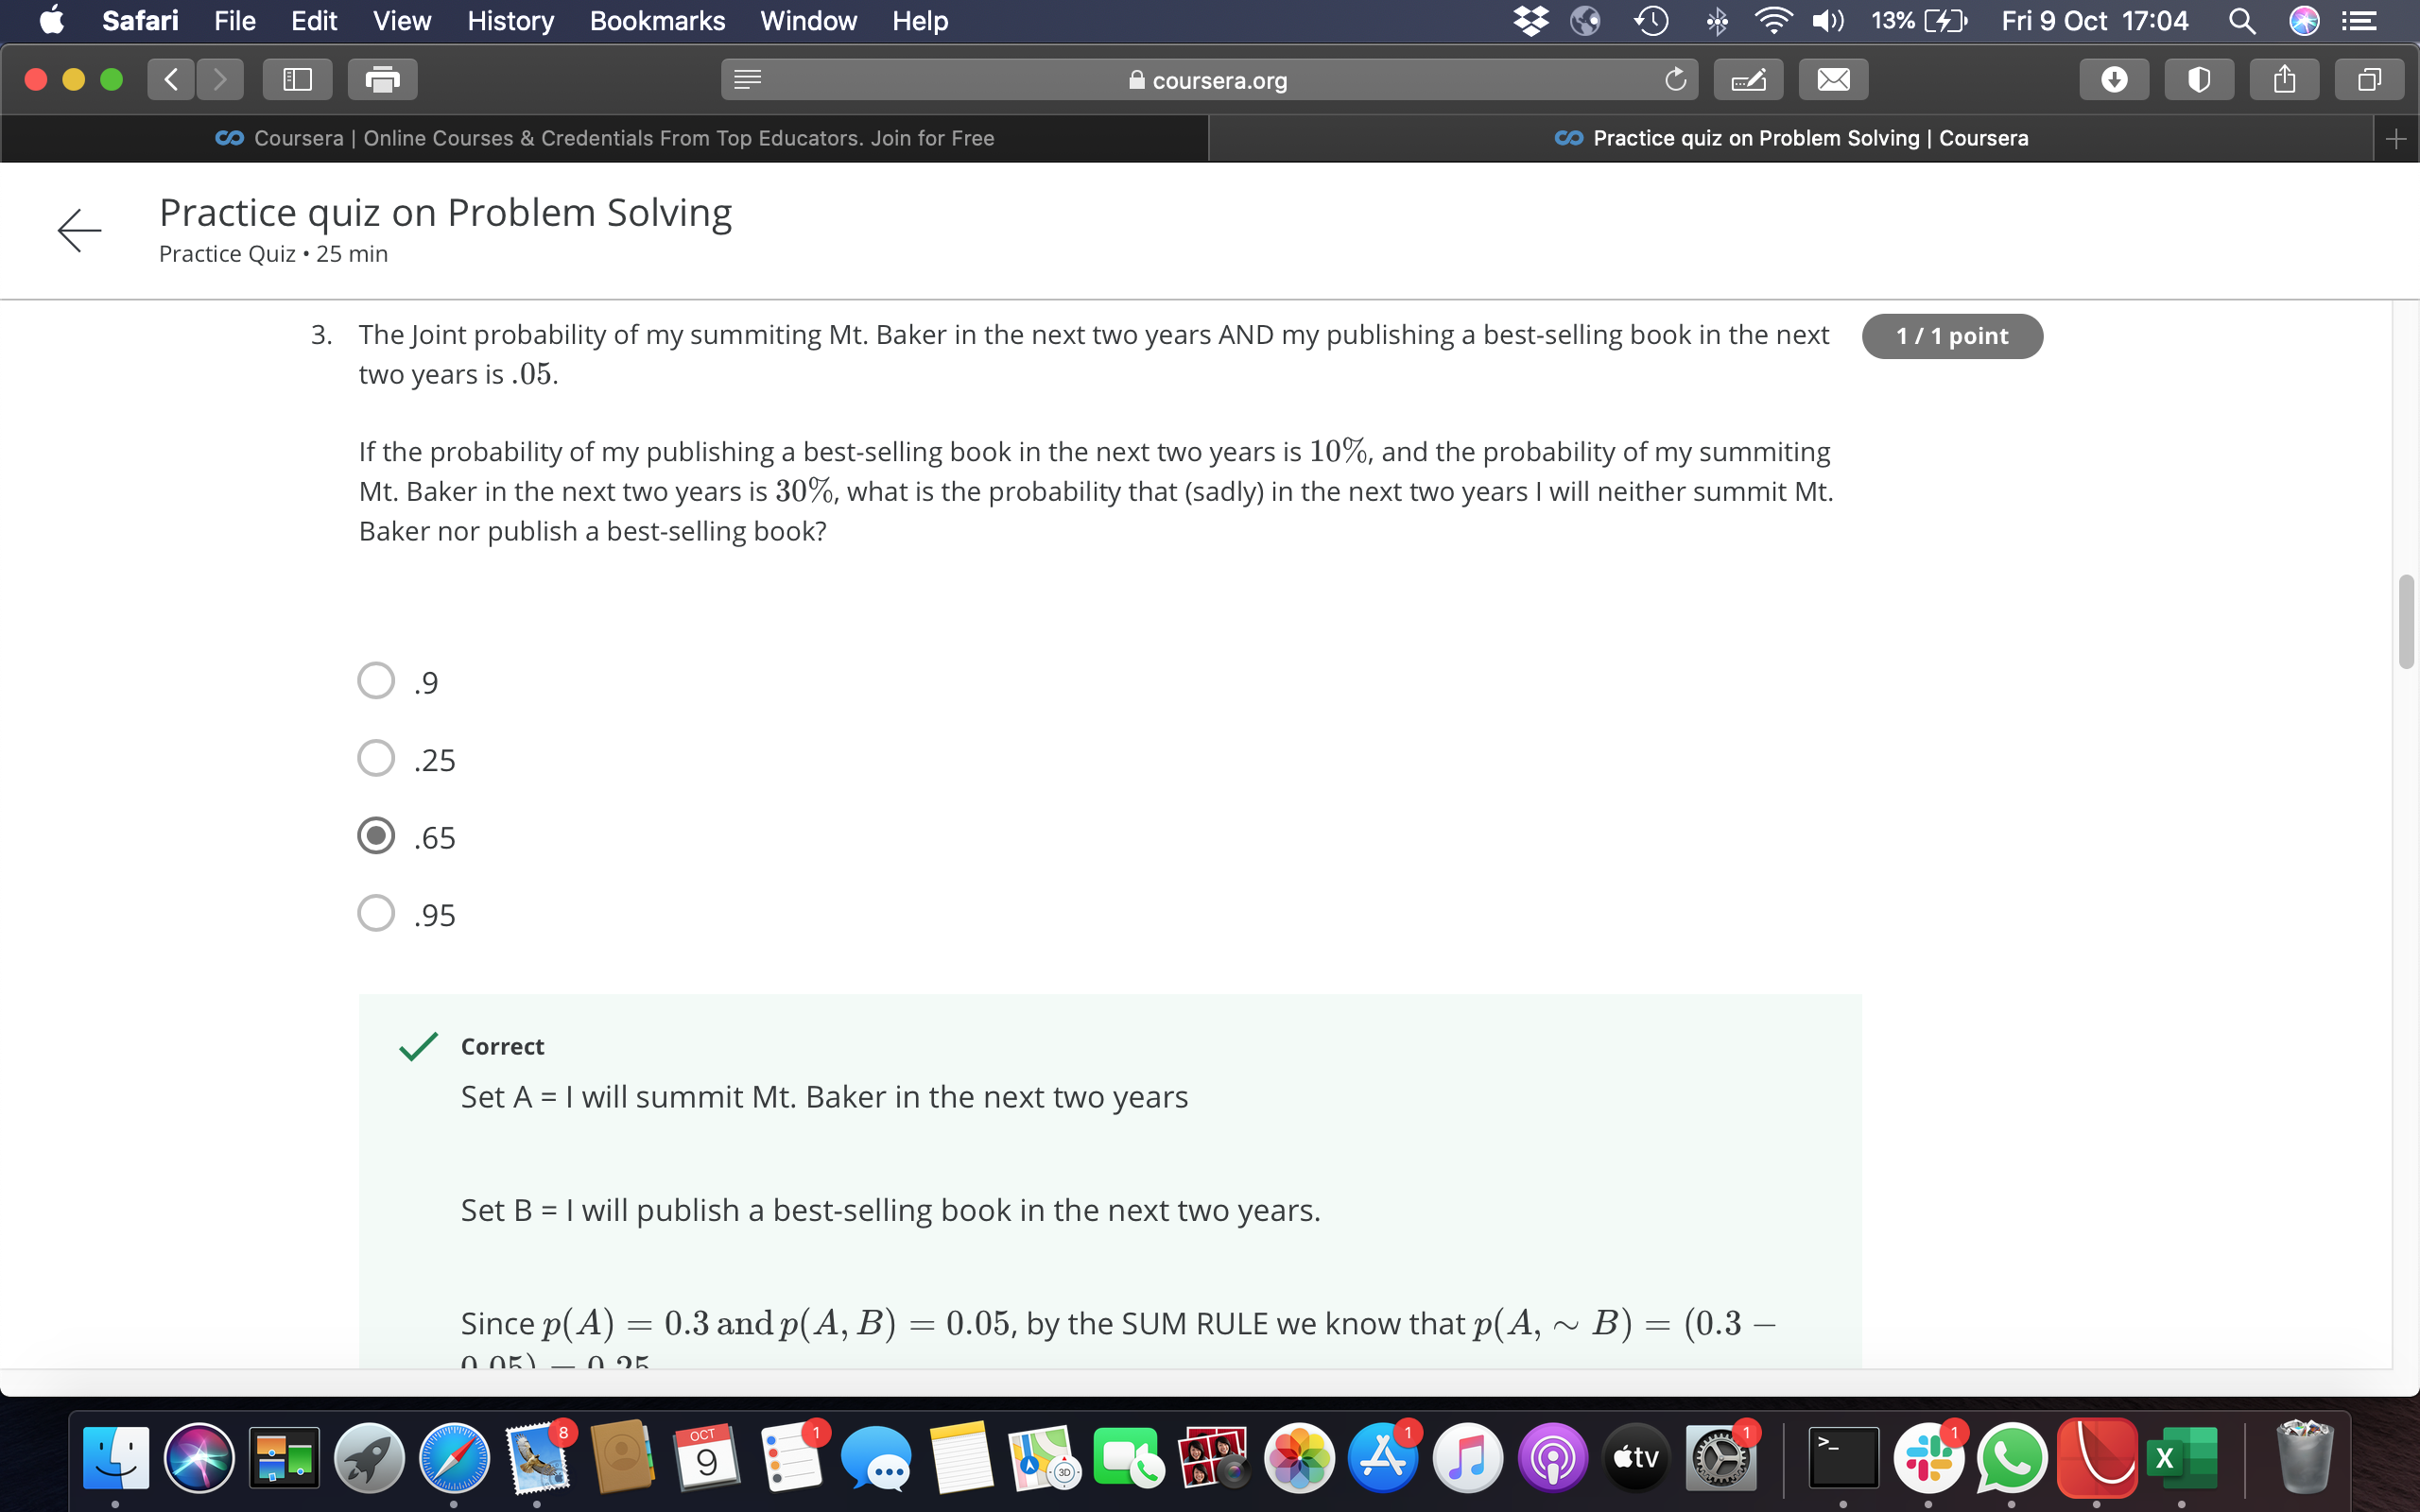 Safari File Edit View History Bookmarks Window Help 13% Fri 9 Oct 17:04
coursera.org
Coursera | Online Courses & Credentials From Top Educators. Join for Free
Practice quiz on Problem Solving | Coursera
Practice quiz on Problem Solving
Practice Quiz • 25 min
3. The Joint probability of my summiting Mt. Baker in the next two years AND my publishing a best-selling book in the next
1 / 1 point
two years is .05.
If the probability of my publishing a best-selling book in the next two years is 10%, and the probability of my summiting
Mt. Baker in the next two years is 30%, what is the probability that (sadly) in the next two years I will neither summit Mt.
Baker nor publish a best-selling book?
.9
.25
.65
.95
Correct
Set A = I will summit Mt. Baker in the next two years
Set B = I will publish a best-selling book in the next two years.
Since p(A) = 0.3 and p(A, B) = 0.05, by the SUM RULE we know that p(A, ∼ B) = (0.3 −
0.05) = 0.25
8
OCT
9
1
3D
1
tv
1
>_
1
X